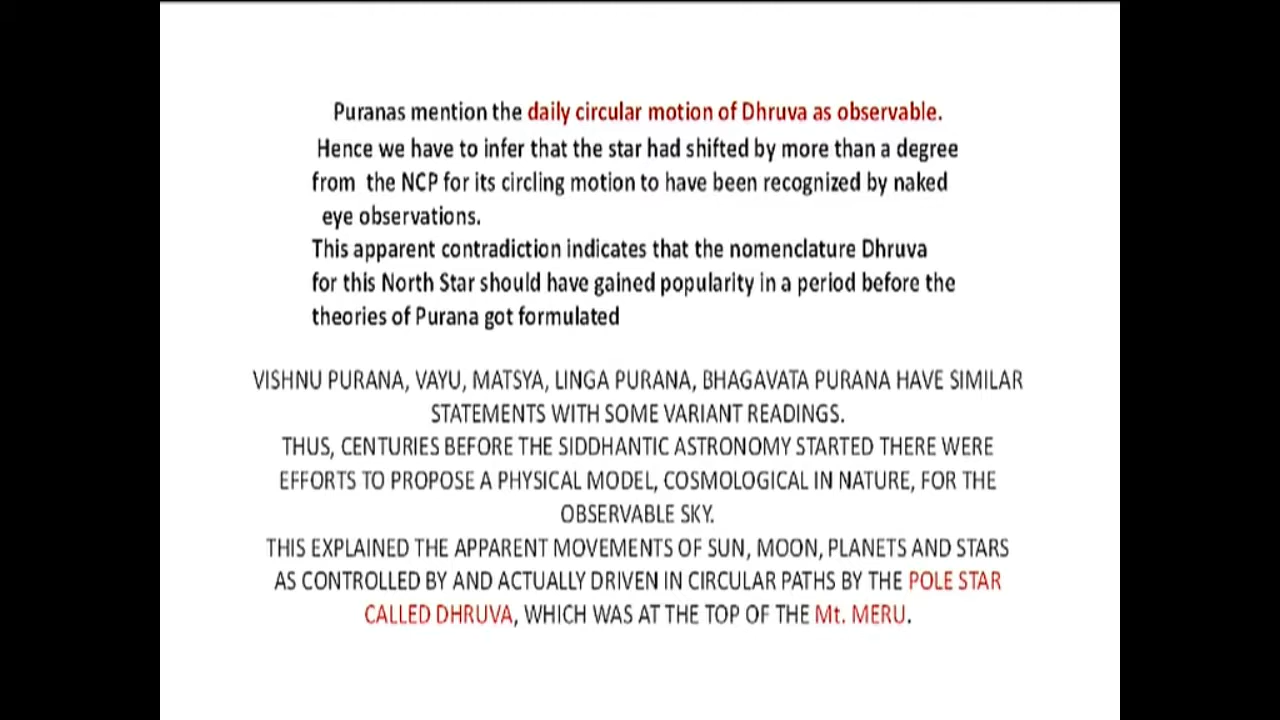 Puranas mention the daily circular motion of Dhruva as observable.
Hence we have to infer that the star had shifted by more than a degree
from the NCP for its circling motion to have been recognized by naked
eye observations.
This apparent contradiction indicates that the nomenclature Dhruva
for this North Star should have gained popularity in a period before the
theories of Purana got formulated
VISHNU PURANA, VAYU, MATSYA, LINGA PURANA, BHAGAVATA PURANA HAVE SIMILAR
STATEMENTS WITH SOME VARIANT READINGS.
THUS, CENTURIES BEFORE THE SIDDHANTIC ASTRONOMY STARTED THERE WERE
EFFORTS TO PROPOSE A PHYSICAL MODEL, COSMOLOGICAL IN NATURE, FOR THE
OBSERVABLE SKY.
THIS EXPLAINED THE APPARENT MOVEMENTS OF SUN, MOON, PLANETS AND STARS
AS CONTROLLED BY AND ACTUALLY DRIVEN IN CIRCULAR PATHS BY THE POLE STAR
CALLED DHRUVA, WHICH WAS AT THE TOP OF THE Mt. MERU.